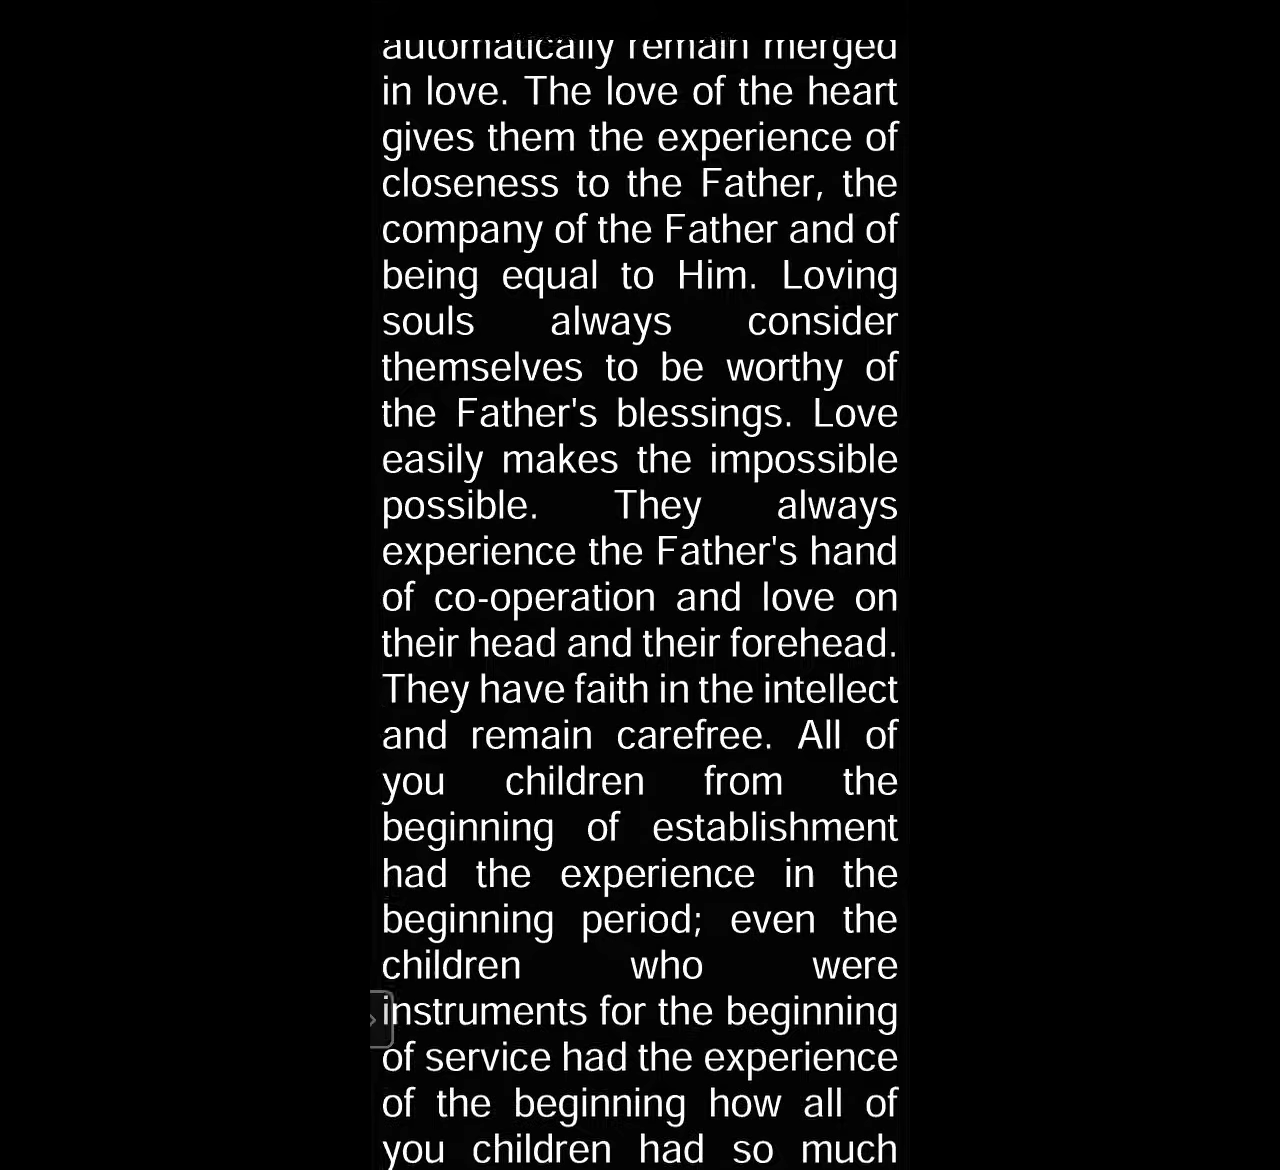 automatically remain merged
in love. The love of the heart
gives them the experience of
closeness to the Father, the
company of the Father and of
being equal to Him. Loving
souls always consider
themselves to be worthy of
the Father's blessings. Love
easily makes the impossible
possible. They always
experience the Father's hand
of co-operation and love on
their head and their forehead.
They have faith in the intellect
and remain carefree. All of
you children from the
beginning of establishment
had the experience in the
beginning period; even the
children who were
instruments for the beginning
of service had the experience
of the beginning how all of
you children had so much